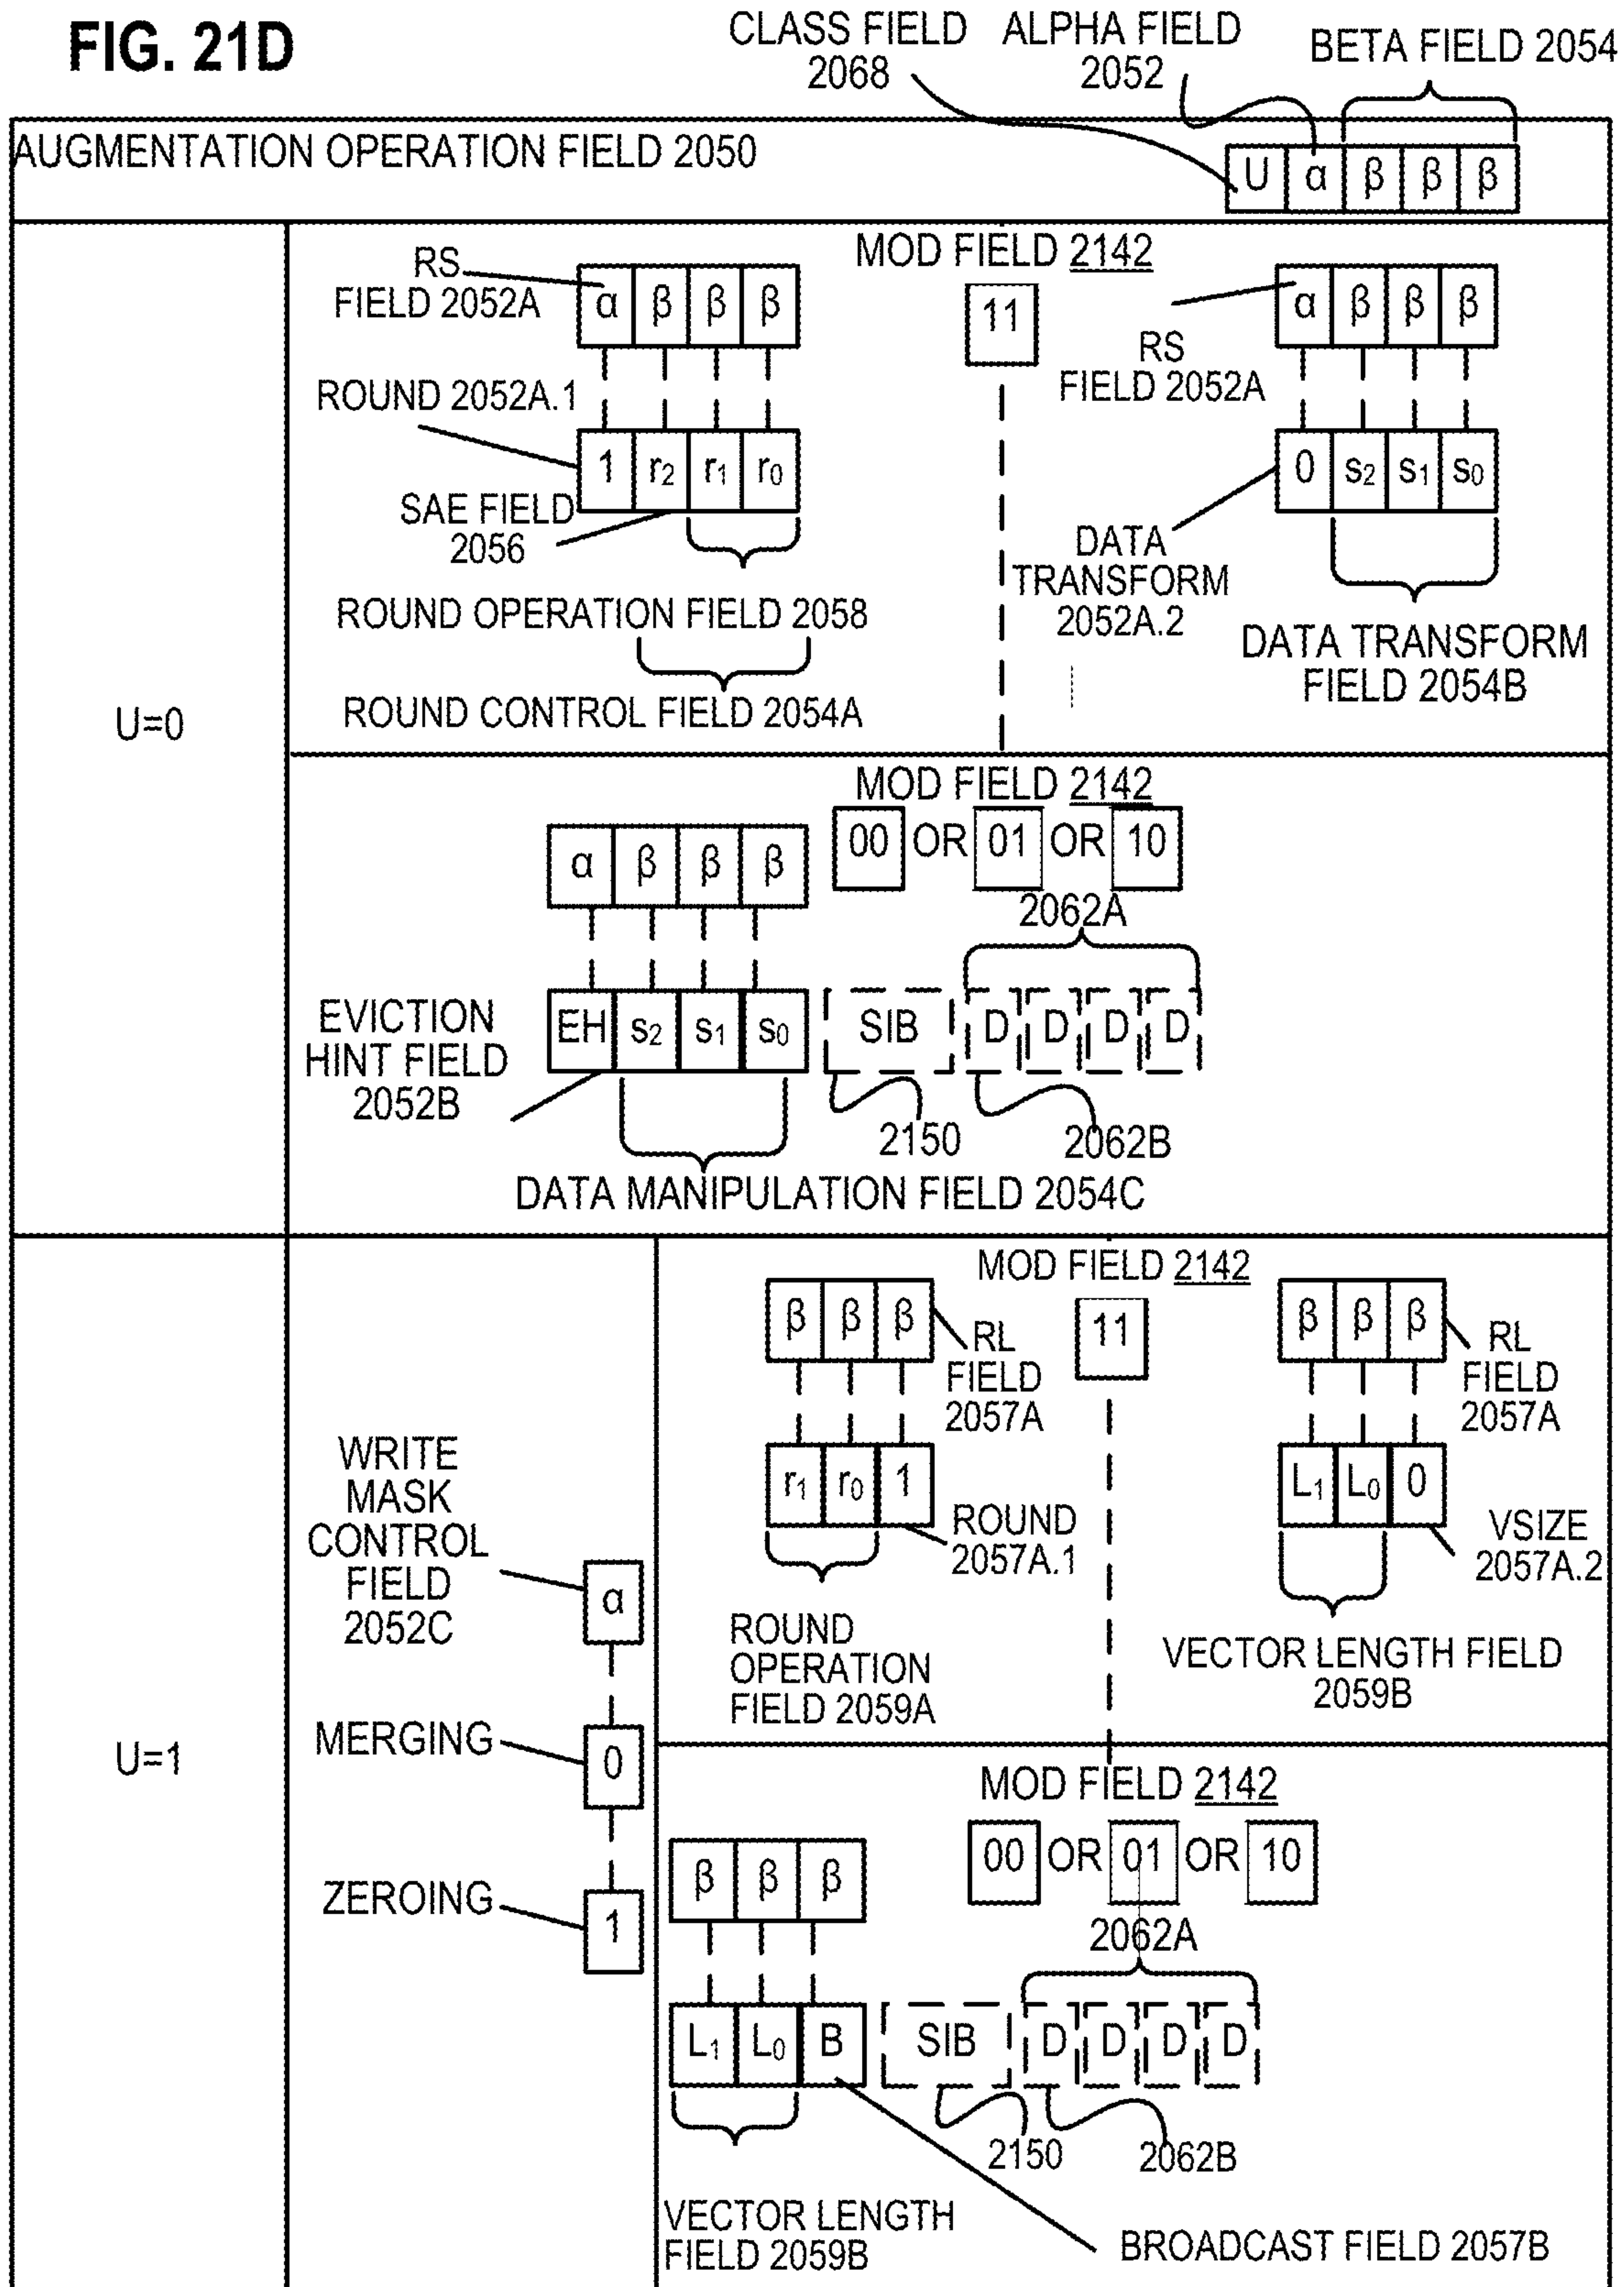 FIG. 21D
CLASS FIELD
2068
ALPHA FIELD
2052
BETA FIELD 2054
AUGMENTATION OPERATION FIELD 2050
U α β β β
U=0
MOD FIELD 2142
11
RS
FIELD 2052A
α β β β
ROUND 2052A.1
1 r2 r1 r0
SAE FIELD
2056
ROUND OPERATION FIELD 2058
ROUND CONTROL FIELD 2054A
α β β β
RS
FIELD 2052A
0 s2 s1 s0
DATA
TRANSFORM
2052A.2
DATA TRANSFORM
FIELD 2054B
MOD FIELD 2142
00 OR 01 OR 10
α β β β
2062A
EVICTION
HINT FIELD
2052B
EH s2 s1 s0 SIB D D D D
2150
2062B
DATA MANIPULATION FIELD 2054C
U=1
WRITE
MASK
CONTROL
FIELD
2052C
α
MERGING
0
ZEROING
1
MOD FIELD 2142
11
β β β
RL
FIELD
2057A
r1 r0 1
ROUND
2057A.1
ROUND
OPERATION
FIELD 2059A
β β β
RL
FIELD
2057A
L1 L0 0
VSIZE
2057A.2
VECTOR LENGTH FIELD
2059B
MOD FIELD 2142
00 OR 01 OR 10
β β β
2062A
L1 L0 B SIB D D D D
2150
2062B
VECTOR LENGTH
FIELD 2059B
BROADCAST FIELD 2057B